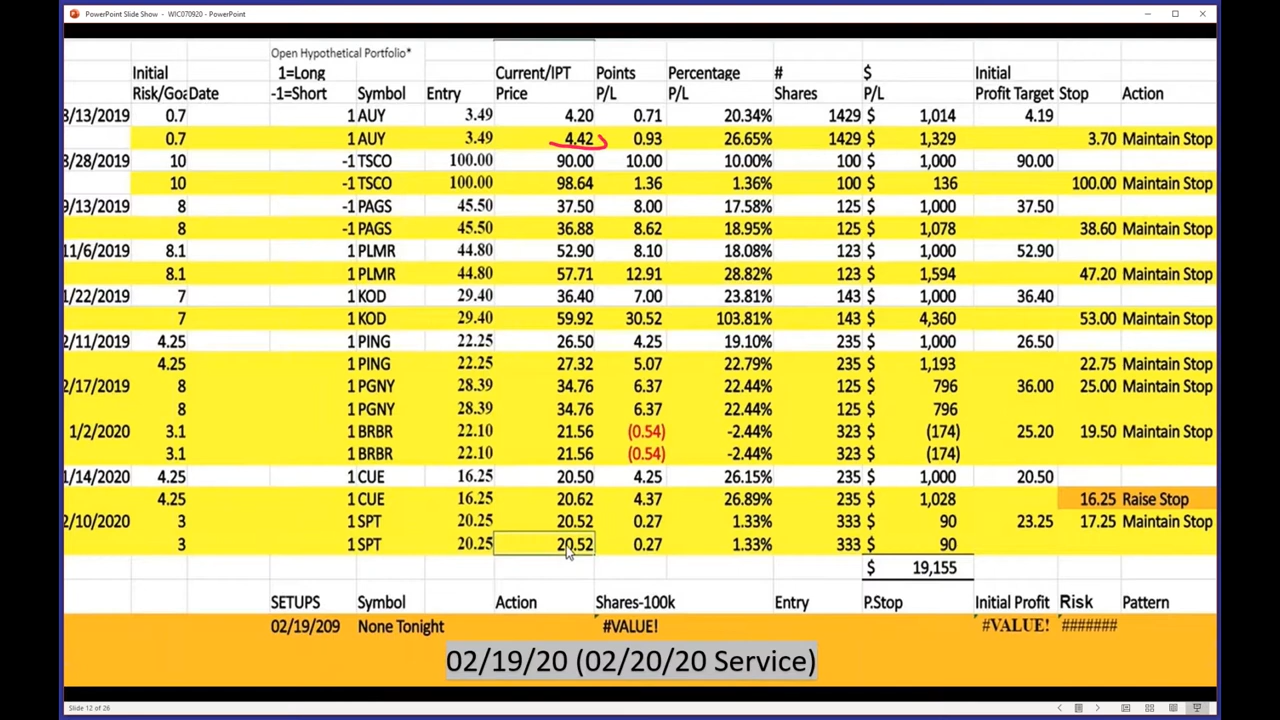 PowerPoint Slide Show - WIC070920 - PowerPoint
Open Hypothetical Portfolio*
Initial 1=Long Current/IPT Points Percentage # $ Initial
Risk/Goa Date -1=Short Symbol Entry Price P/L P/L Shares P/L Profit Target Stop Action
3/13/2019 0.7 1 AUY 3.49 4.20 0.71 20.34% 1429 $ 1,014 4.19
0.7 1 AUY 3.49 4.42 0.93 26.65% 1429 $ 1,329 3.70 Maintain Stop
8/28/2019 10 -1 TSCO 100.00 90.00 10.00 10.00% 100 $ 1,000 90.00
10 -1 TSCO 100.00 98.64 1.36 1.36% 100 $ 136 100.00 Maintain Stop
9/13/2019 8 -1 PAGS 45.50 37.50 8.00 17.58% 125 $ 1,000 37.50
8 -1 PAGS 45.50 36.88 8.62 18.95% 125 $ 1,078 38.60 Maintain Stop
11/6/2019 8.1 1 PLMR 44.80 52.90 8.10 18.08% 123 $ 1,000 52.90
8.1 1 PLMR 44.80 57.71 12.91 28.82% 123 $ 1,594 47.20 Maintain Stop
1/22/2019 7 1 KOD 29.40 36.40 7.00 23.81% 143 $ 1,000 36.40
7 1 KOD 29.40 59.92 30.52 103.81% 143 $ 4,360 53.00 Maintain Stop
2/11/2019 4.25 1 PING 22.25 26.50 4.25 19.10% 235 $ 1,000 26.50
4.25 1 PING 22.25 27.32 5.07 22.79% 235 $ 1,193 22.75 Maintain Stop
2/17/2019 8 1 PGNY 28.39 34.76 6.37 22.44% 125 $ 796 36.00 25.00 Maintain Stop
8 1 PGNY 28.39 34.76 6.37 22.44% 125 $ 796
1/2/2020 3.1 1 BRBR 22.10 21.56 (0.54) -2.44% 323 $ (174) 25.20 19.50 Maintain Stop
3.1 1 BRBR 22.10 21.56 (0.54) -2.44% 323 $ (174)
1/14/2020 4.25 1 CUE 16.25 20.50 4.25 26.15% 235 $ 1,000 20.50
4.25 1 CUE 16.25 20.62 4.37 26.89% 235 $ 1,028 16.25 Raise Stop
2/10/2020 3 1 SPT 20.25 20.52 0.27 1.33% 333 $ 90 23.25 17.25 Maintain Stop
3 1 SPT 20.25 20.52 0.27 1.33% 333 $ 90
$ 19,155
SETUPS Symbol Action Shares-100k Entry P.Stop Initial Profit Risk Pattern
02/19/209 None Tonight #VALUE! #VALUE! #######
02/19/20 (02/20/20 Service)
Slide 12 of 26